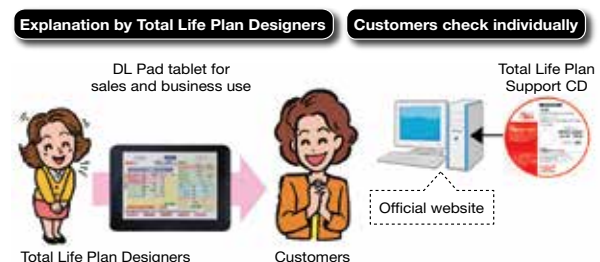 Explanation by Total Life Plan Designers
Customers check individually
DL Pad tablet for
sales and business use
Total Life Plan
Support CD
Official website
Total Life Plan Designers
Customers